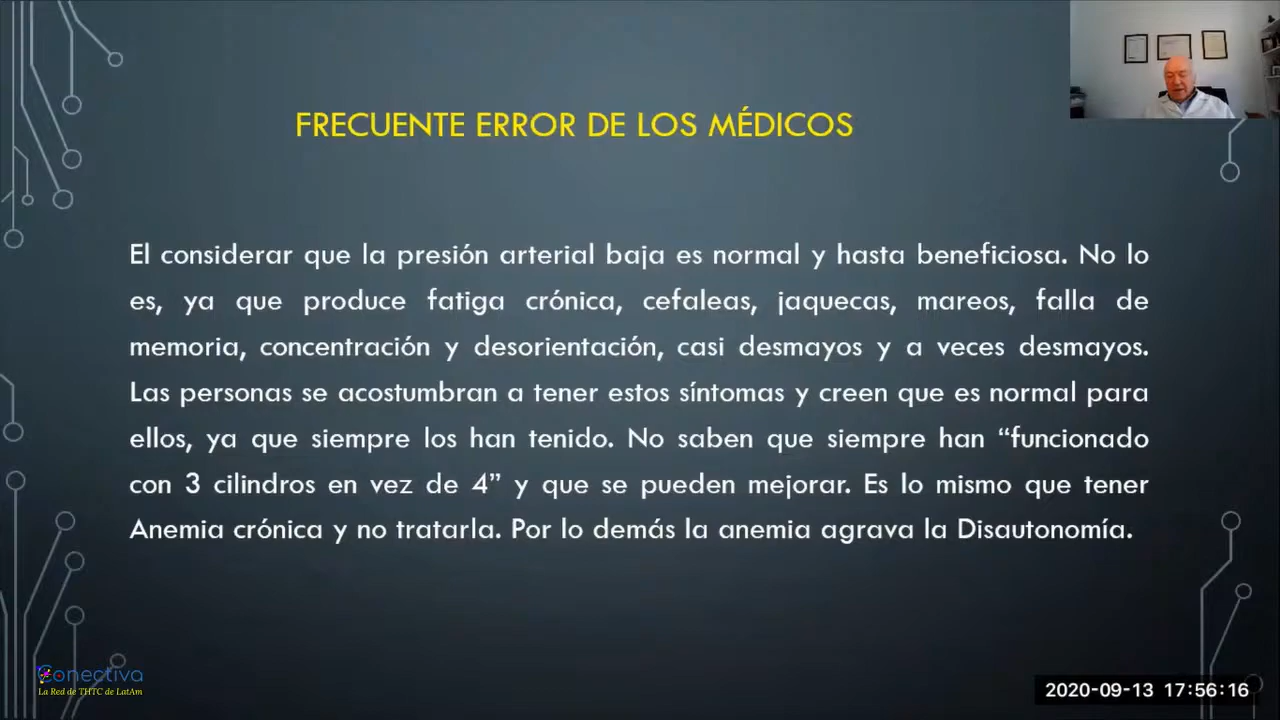 FRECUENTE ERROR DE LOS MÉDICOS
El considerar que la presión arterial baja es normal y hasta beneficiosa. No lo
es, ya que produce fatiga crónica, cefaleas, jaquecas, mareos, falla de
memoria, concentración y desorientación, casi desmayos y a veces desmayos.
Las personas se acostumbran a tener estos síntomas y creen que es normal para
ellos, ya que siempre los han tenido. No saben que siempre han “funcionado
con 3 cilindros en vez de 4” y que se pueden mejorar. Es lo mismo que tener
Anemia crónica y no tratarla. Por lo demás la anemia agrava la Disautonomía.
Conectiva
La Red de THTC de LatAm
2020-09-13 17:56:16